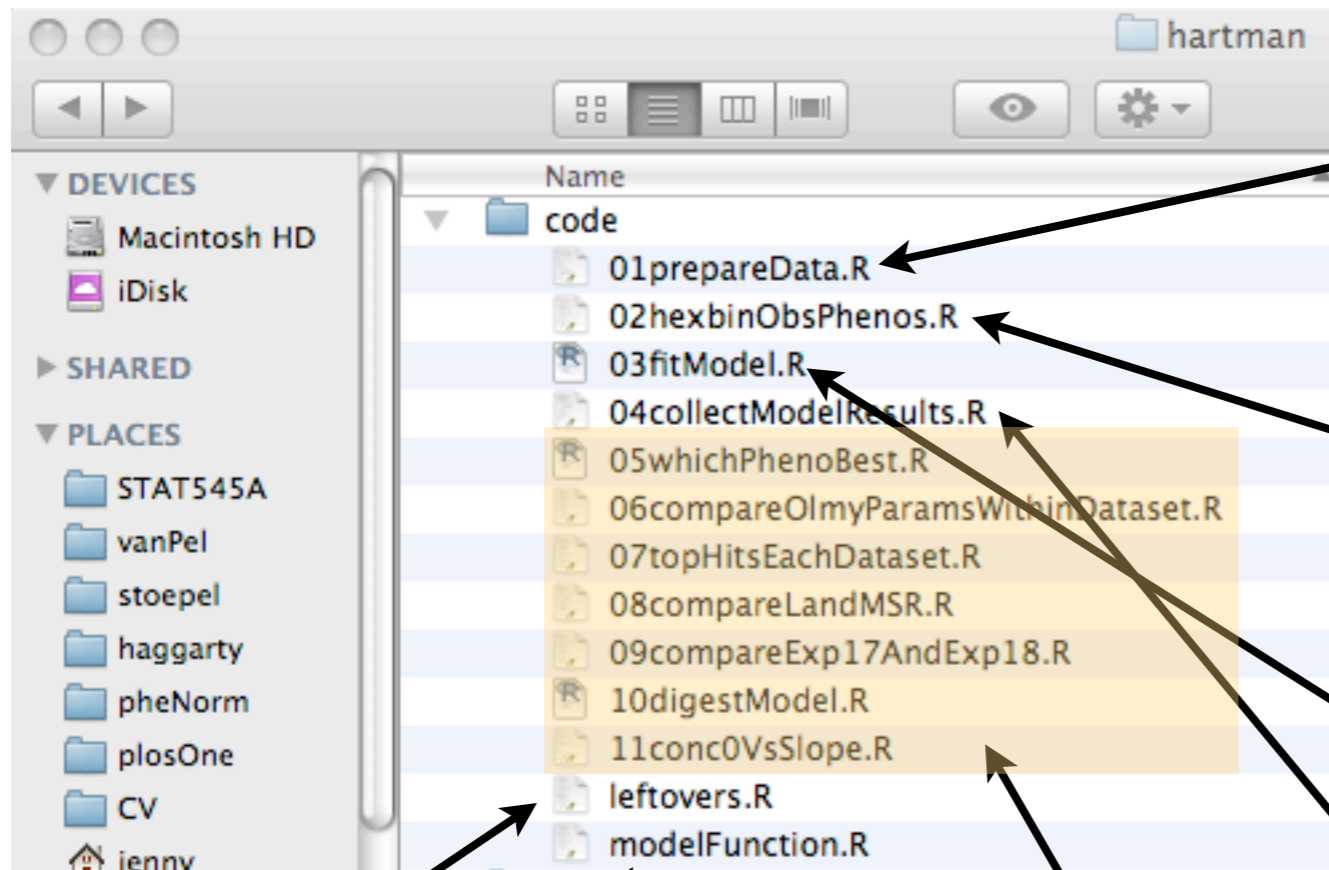 hartman
DEVICES
Macintosh HD
iDisk
SHARED
PLACES
STAT545A
vanPel
stoepel
haggarty
pheNorm
plosOne
CV
jenny
Name
code
01prepareData.R
02hexbinObsPhenos.R
03fitModel.R
04collectModelResults.R
05whichPhenoBest.R
06compareOlmyParamsWithinDataset.R
07topHitsEachDataset.R
08compareLandMSR.R
09compareExp17AndExp18.R
10digestModel.R
11conc0VsSlope.R
leftovers.R
modelFunction.R